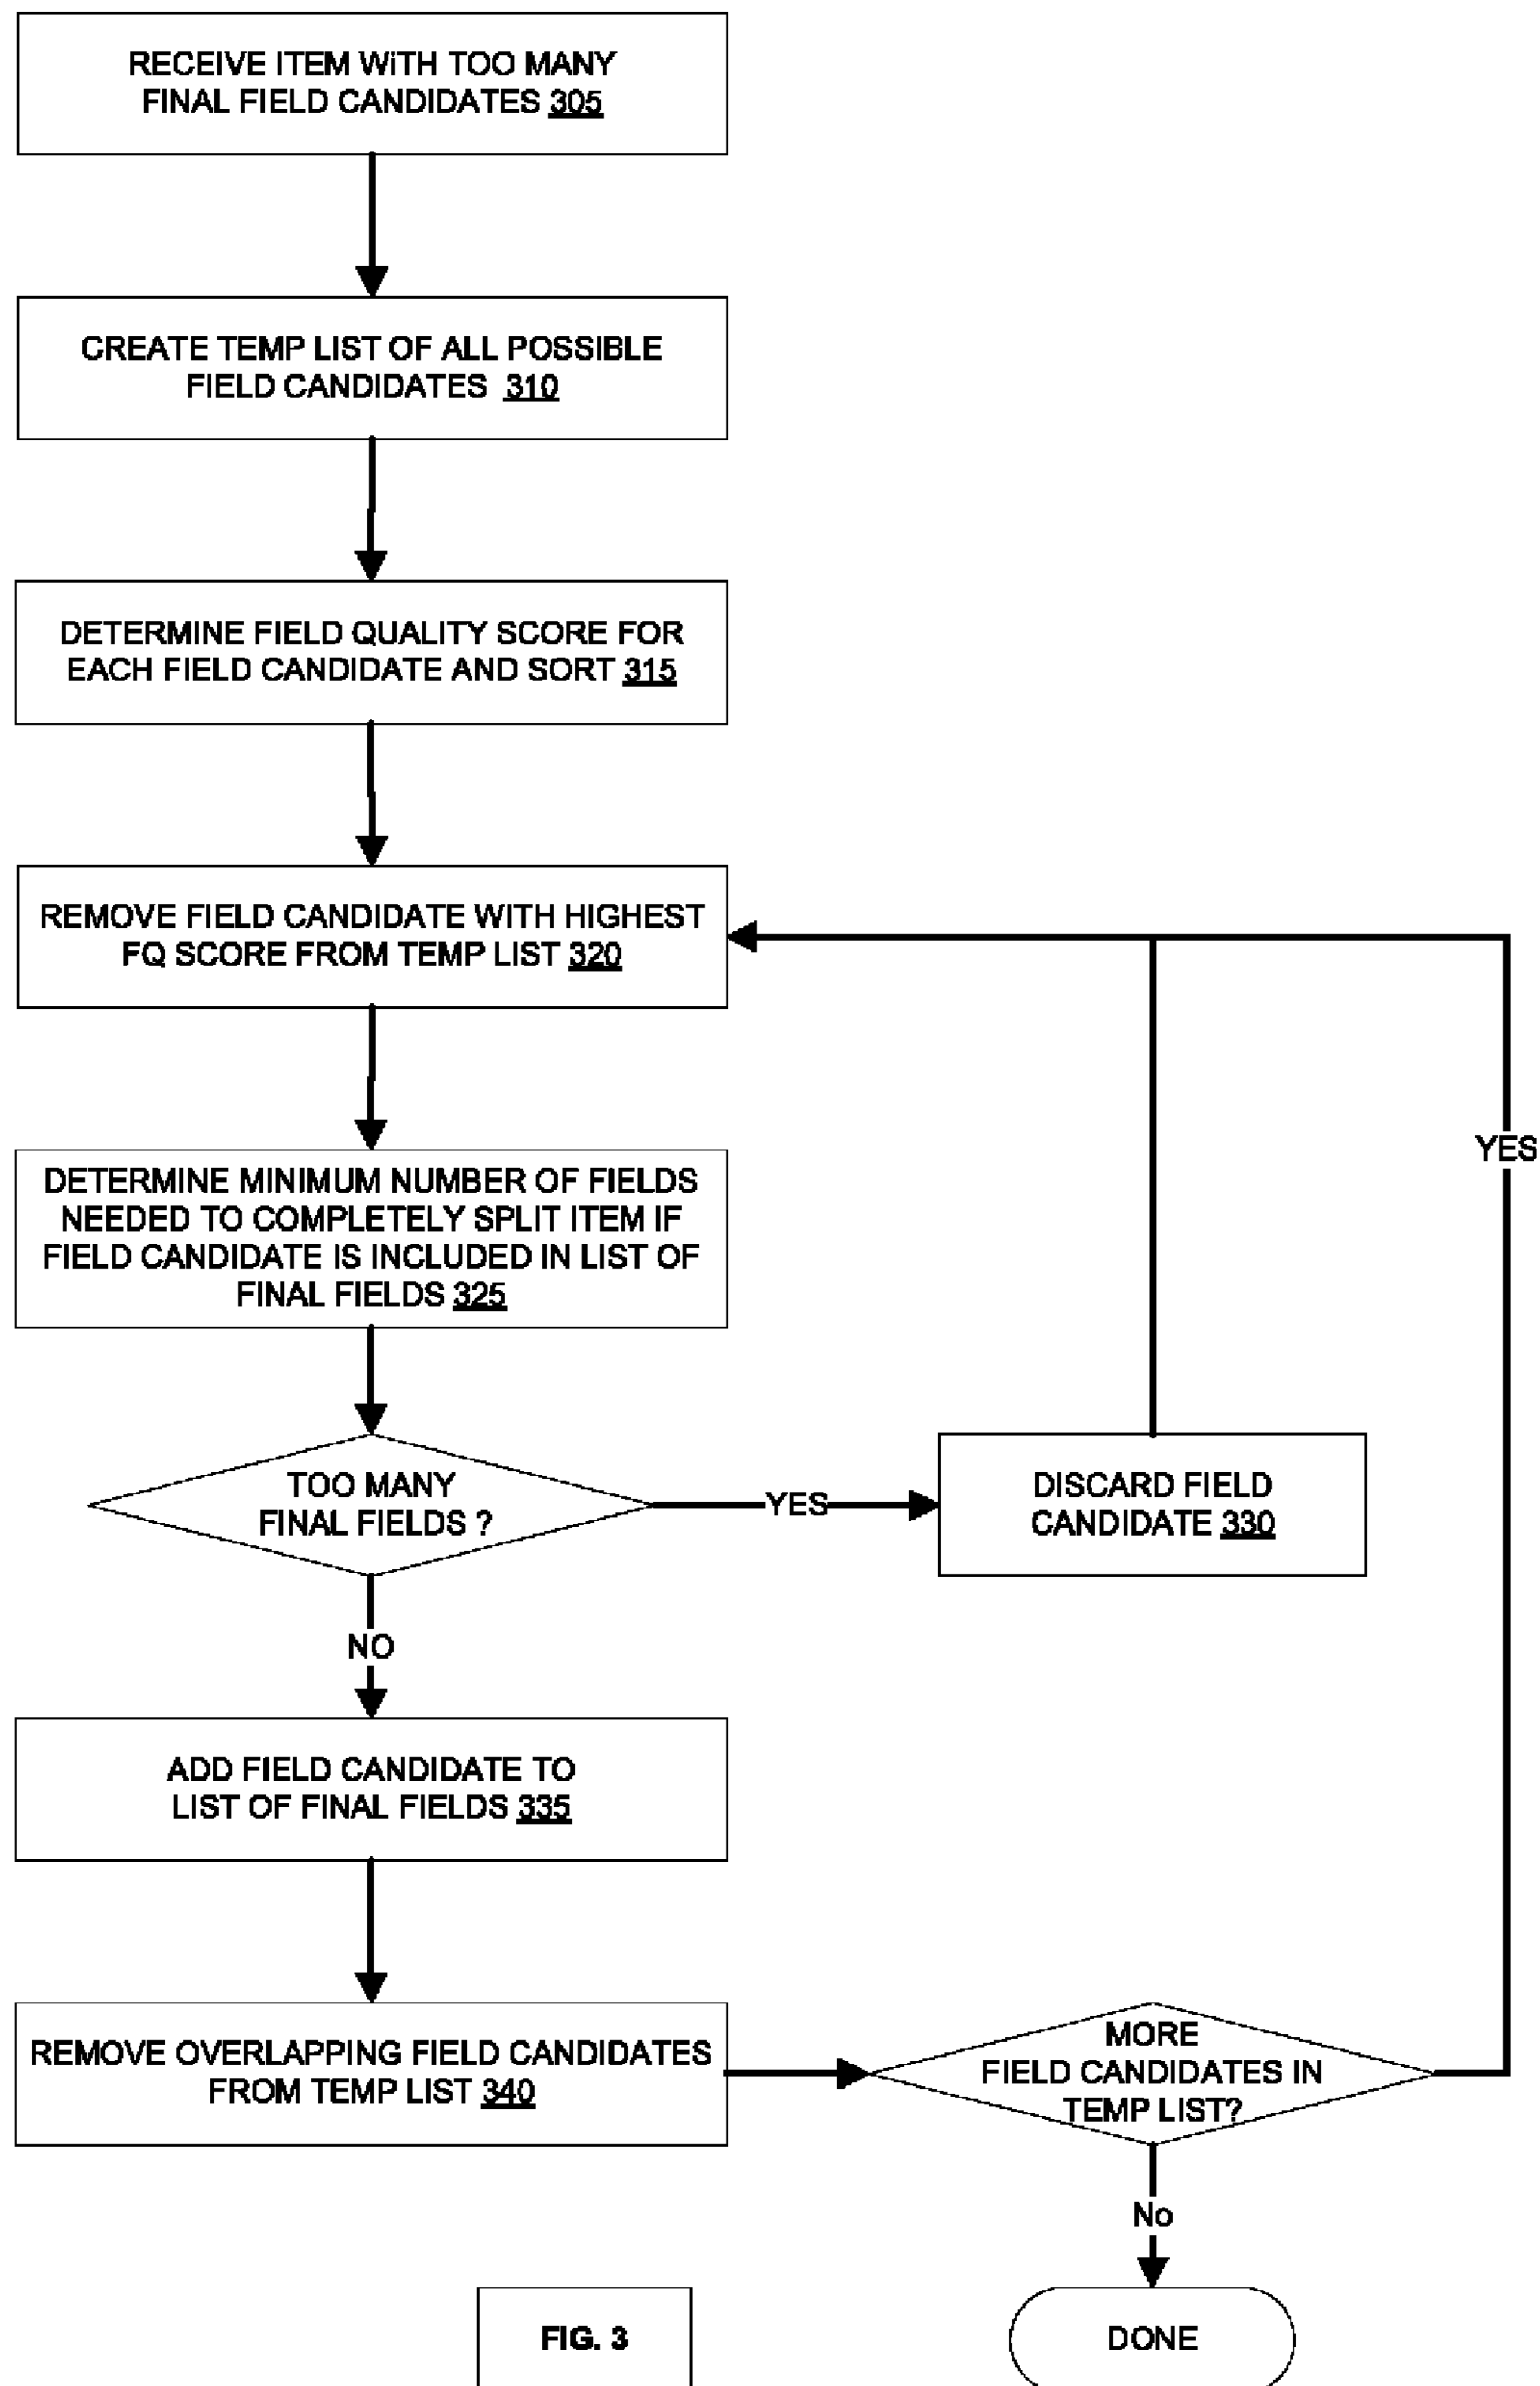 RECEIVE ITEM WITH TOO MANY
FINAL FIELD CANDIDATES 305
CREATE TEMP LIST OF ALL POSSIBLE
FIELD CANDIDATES 310
DETERMINE FIELD QUALITY SCORE FOR
EACH FIELD CANDIDATE AND SORT 315
REMOVE FIELD CANDIDATE WITH HIGHEST
FQ SCORE FROM TEMP LIST 320
YES
DETERMINE MINIMUM NUMBER OF FIELDS
NEEDED TO COMPLETELY SPLIT ITEM IF
FIELD CANDIDATE IS INCLUDED IN LIST OF
FINAL FIELDS 325
TOO MANY
FINAL FIELDS ?
YES
DISCARD FIELD
CANDIDATE 330
NO
ADD FIELD CANDIDATE TO
LIST OF FINAL FIELDS 335
REMOVE OVERLAPPING FIELD CANDIDATES
FROM TEMP LIST 340
MORE
FIELD CANDIDATES IN
TEMP LIST?
No
FIG. 3
DONE